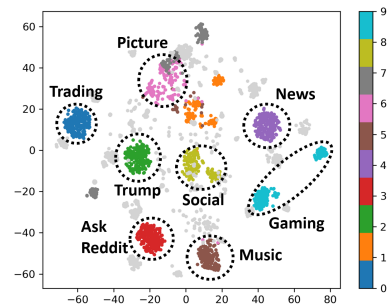 60
40
20
0
−20
−40
−60
−60
−40
−20
0
20
40
60
80
Picture
Trading
News
Trump
Social
Gaming
Ask
Reddit
Music
9
8
7
6
5
4
3
2
1
0